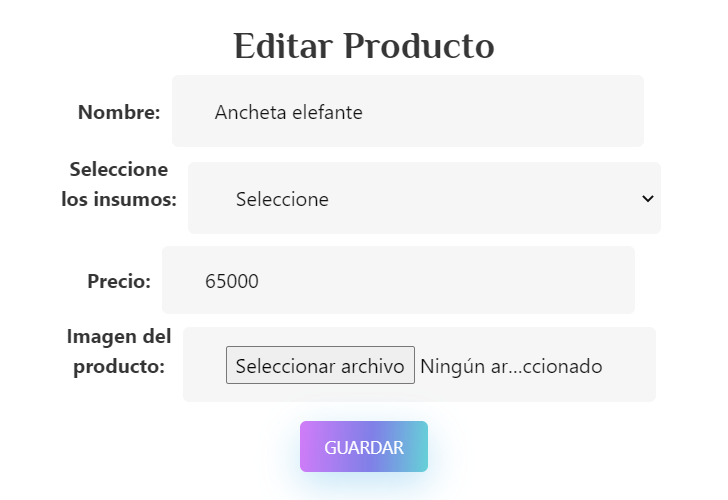 Editar Producto
Nombre: Ancheta elefante
Seleccione
los insumos: Seleccione
Precio: 65000
Imagen del
producto: Seleccionar archivo Ningún ar...ccionado
GUARDAR